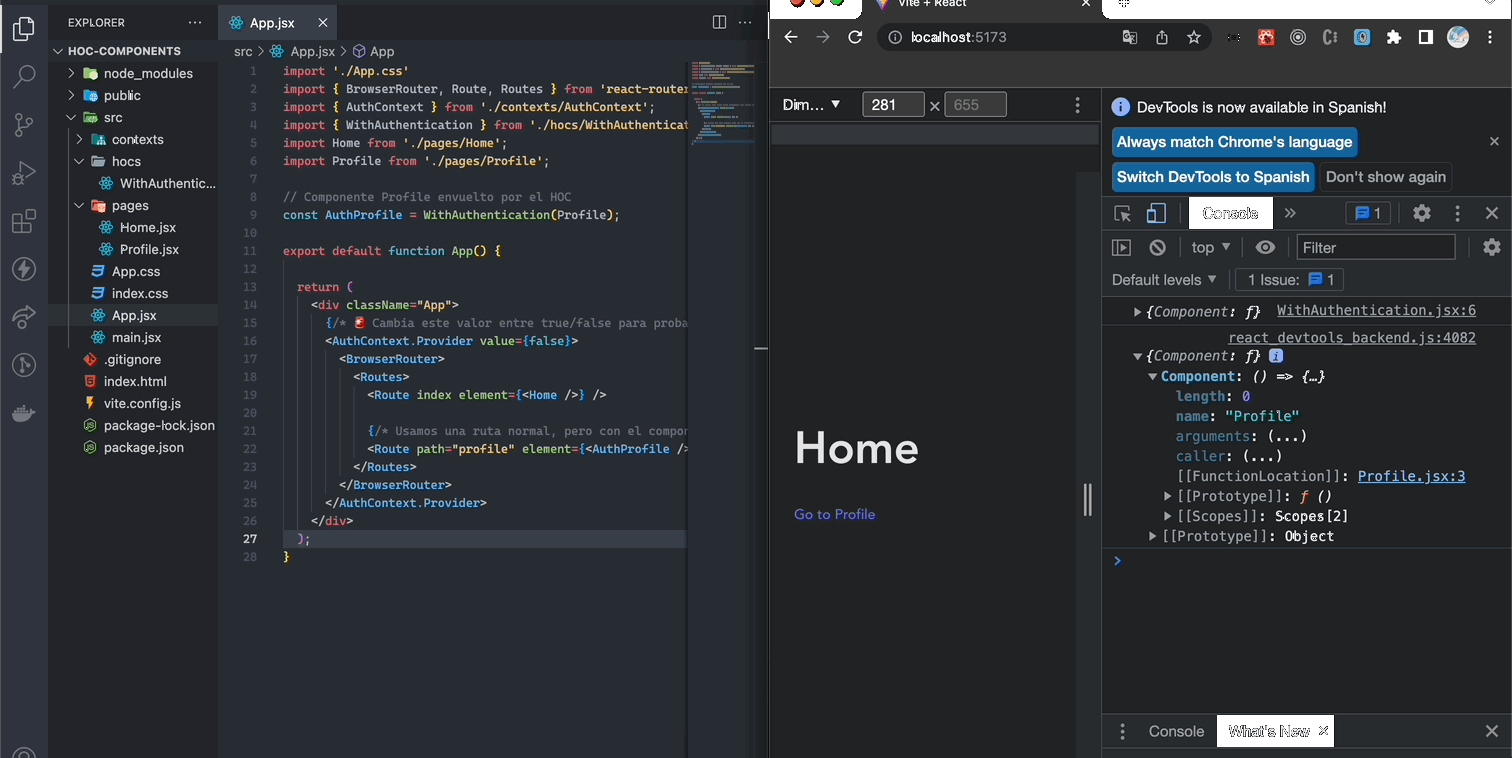 EXPLORER
HOC-COMPONENTS
node_modules
public
src
contexts
hocs
WithAuthentic...
pages
Home.jsx
Profile.jsx
App.css
index.css
App.jsx
main.jsx
.gitignore
index.html
vite.config.js
package-lock.json
package.json
App.jsx
src > App.jsx > App
1 import './App.css'
2 import { BrowserRouter, Route, Routes } from 'react-router
3 import { AuthContext } from './contexts/AuthContext';
4 import { WithAuthentication } from './hocs/WithAuthenticat
5 import Home from './pages/Home';
6 import Profile from './pages/Profile';
7
8 // Componente Profile envuelto por el HOC
9 const AuthProfile = WithAuthentication(Profile);
10
11 export default function App() {
12
13 return (
14 <div className="App">
15 {/* 🚨 Cambia este valor entre true/false para proba
16 <AuthContext.Provider value={false}>
17 <BrowserRouter>
18 <Routes>
19 <Route index element={<Home />} />
20
21 {/* Usamos una ruta normal, pero con el compon
22 <Route path="profile" element={<AuthProfile />
23 </Routes>
24 </BrowserRouter>
25 </AuthContext.Provider>
26 </div>
27 );
28 }
Vite + React
localhost:5173
Dim... ▼ 281 × 655
Home
Go to Profile
DevTools is now available in Spanish!
Always match Chrome's language
Switch DevTools to Spanish Don't show again
Console » 1
top ▼ Filter
Default levels ▼ 1 Issue: 1
▶{Component: ƒ} WithAuthentication.jsx:6
react_devtools_backend.js:4082
▼{Component: ƒ} i
▼Component: () => {…}
length: 0
name: "Profile"
arguments: (...)
caller: (...)
[[FunctionLocation]]: Profile.jsx:3
▶[[Prototype]]: ƒ ()
▶[[Scopes]]: Scopes[2]
▶[[Prototype]]: Object
Console What's New ×